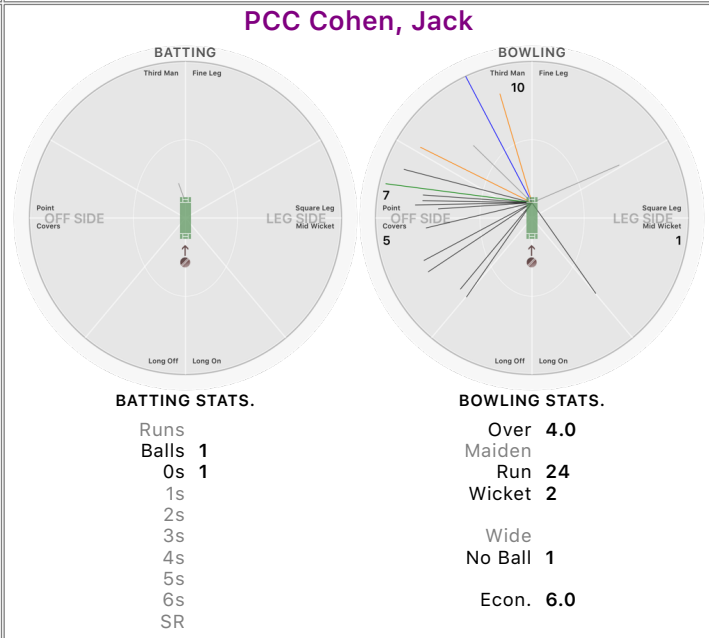 PCC Cohen, Jack
BATTING
Third Man Fine Leg
Point
OFF SIDE
Covers
Square Leg
LEG SIDE
Mid Wicket
Long Off Long On
BATTING STATS.
Runs
Balls 1
0s 1
1s
2s
3s
4s
5s
6s
SR
BOWLING
Third Man Fine Leg
10
7
Point
OFF SIDE
Covers
5
Square Leg
LEG SIDE
Mid Wicket
1
Long Off Long On
BOWLING STATS.
Over 4.0
Maiden
Run 24
Wicket 2
Wide
No Ball 1
Econ. 6.0